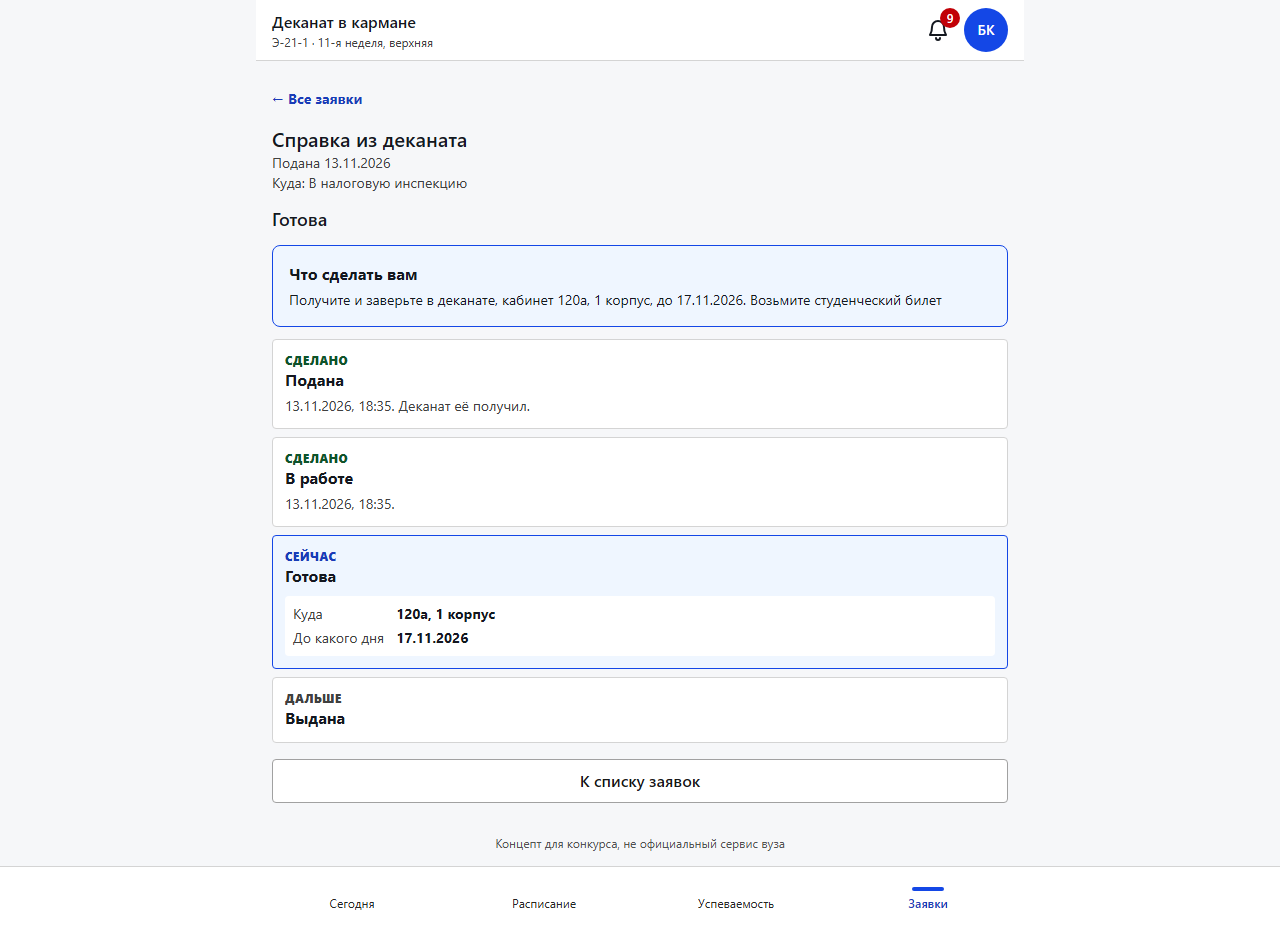 Деканат в кармане
Э-21-1 · 11-я неделя, верхняя
9
БК
← Все заявки
Справка из деканата
Подана 13.11.2026
Куда: В налоговую инспекцию
Готова
Что сделать вам
Получите и заверьте в деканате, кабинет 120а, 1 корпус, до 17.11.2026. Возьмите студенческий билет
СДЕЛАНО
Подана
13.11.2026, 18:35. Деканат её получил.
СДЕЛАНО
В работе
13.11.2026, 18:35.
СЕЙЧАС
Готова
Куда 120а, 1 корпус
До какого дня 17.11.2026
ДАЛЬШЕ
Выдана
К списку заявок
Концепт для конкурса, не официальный сервис вуза
Сегодня Расписание Успеваемость Заявки